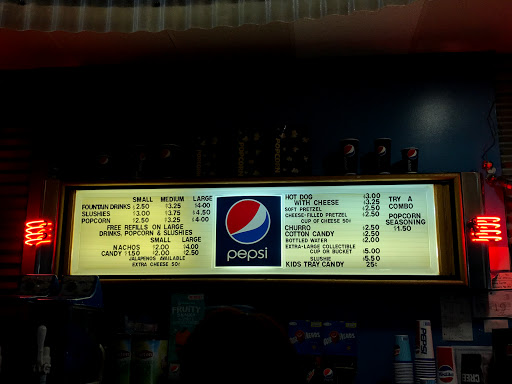 SMALL MEDIUM LARGE
FOUNTAIN DRINKS $2.50 $3.25 $4.00
SLUSHIES $3.00 $3.75 $4.50
POPCORN $2.50 $3.25 $4.00
FREE REFILLS ON LARGE
DRINKS, POPCORN & SLUSHIES
SMALL LARGE
NACHOS $2.00 $4.00
CANDY $1.50 $2.00 $2.50
JALAPENOS AVAILABLE
EXTRA CHEESE 50¢
pepsi
HOT DOG $3.00
WITH CHEESE $3.25
SOFT PRETZEL $2.50
CHEESE-FILLED PRETZEL $2.50
CUP OF CHEESE 50¢
CHURRO $2.50
COTTON CANDY $2.50
BOTTLED WATER $2.00
EXTRA-LARGE COLLECTIBLE
CUP OR BUCKET $5.00
SLUSHIE $5.50
KIDS TRAY CANDY 25¢
TRY A
COMBO
POPCORN
SEASONING
$1.50
POPCORN
pepsi